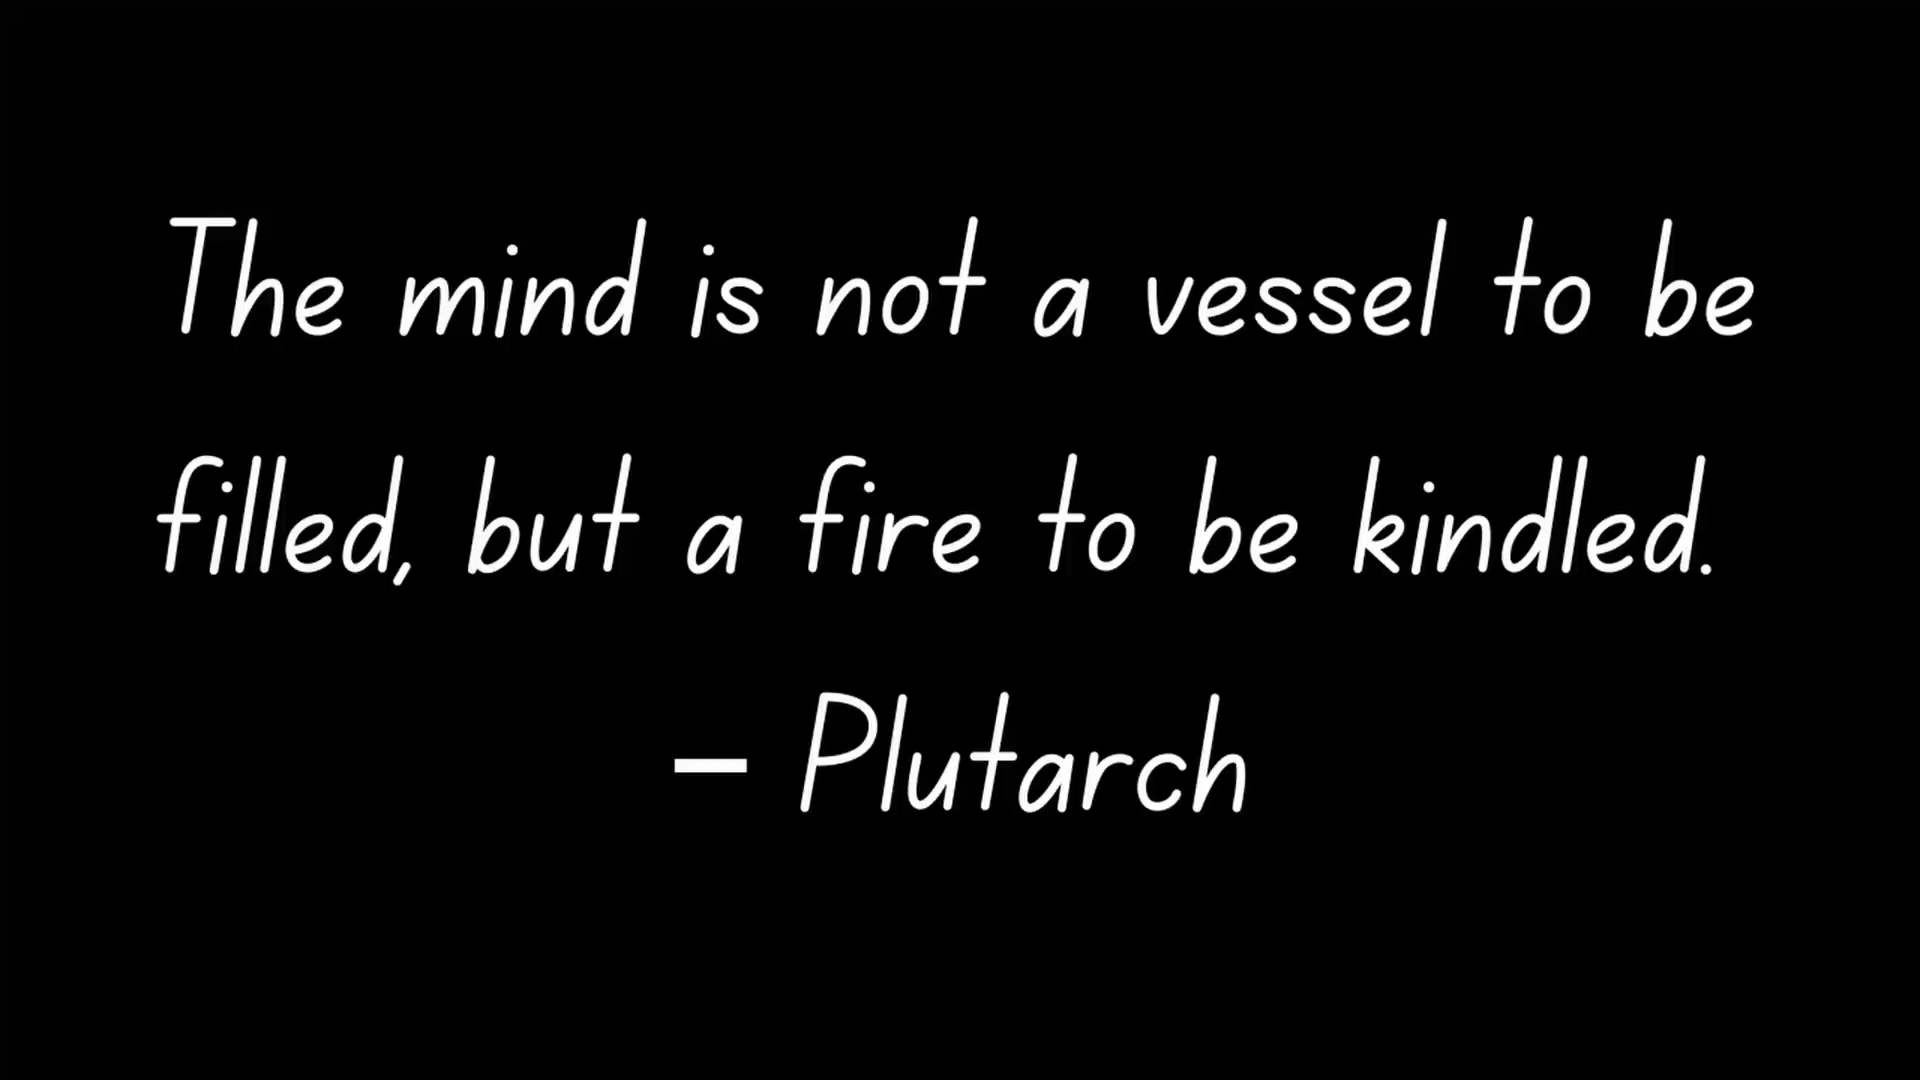 The mind is not a vessel to be
filled, but a fire to be kindled.
– Plutarch